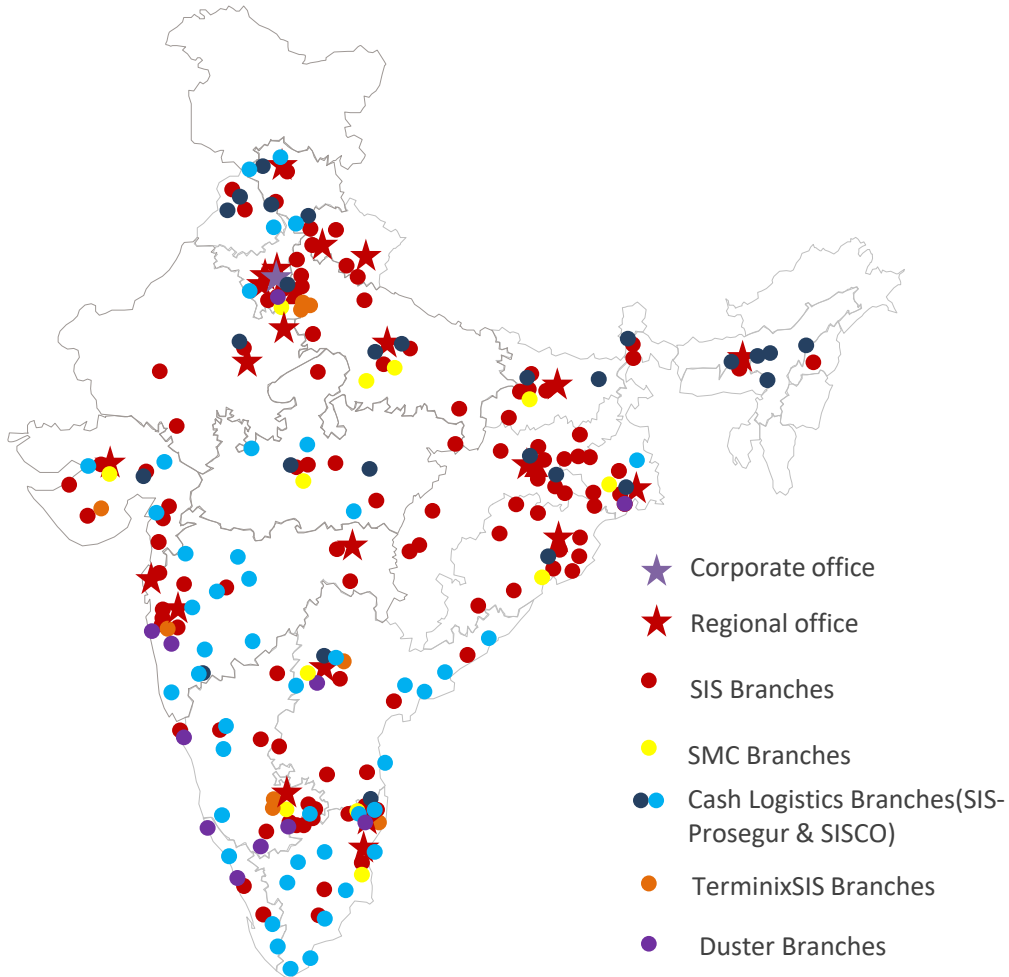 Corporate office
Regional office
SIS Branches
SMC Branches
Cash Logistics Branches(SIS-
Prosegur & SISCO)
TerminixSIS Branches
Duster Branches